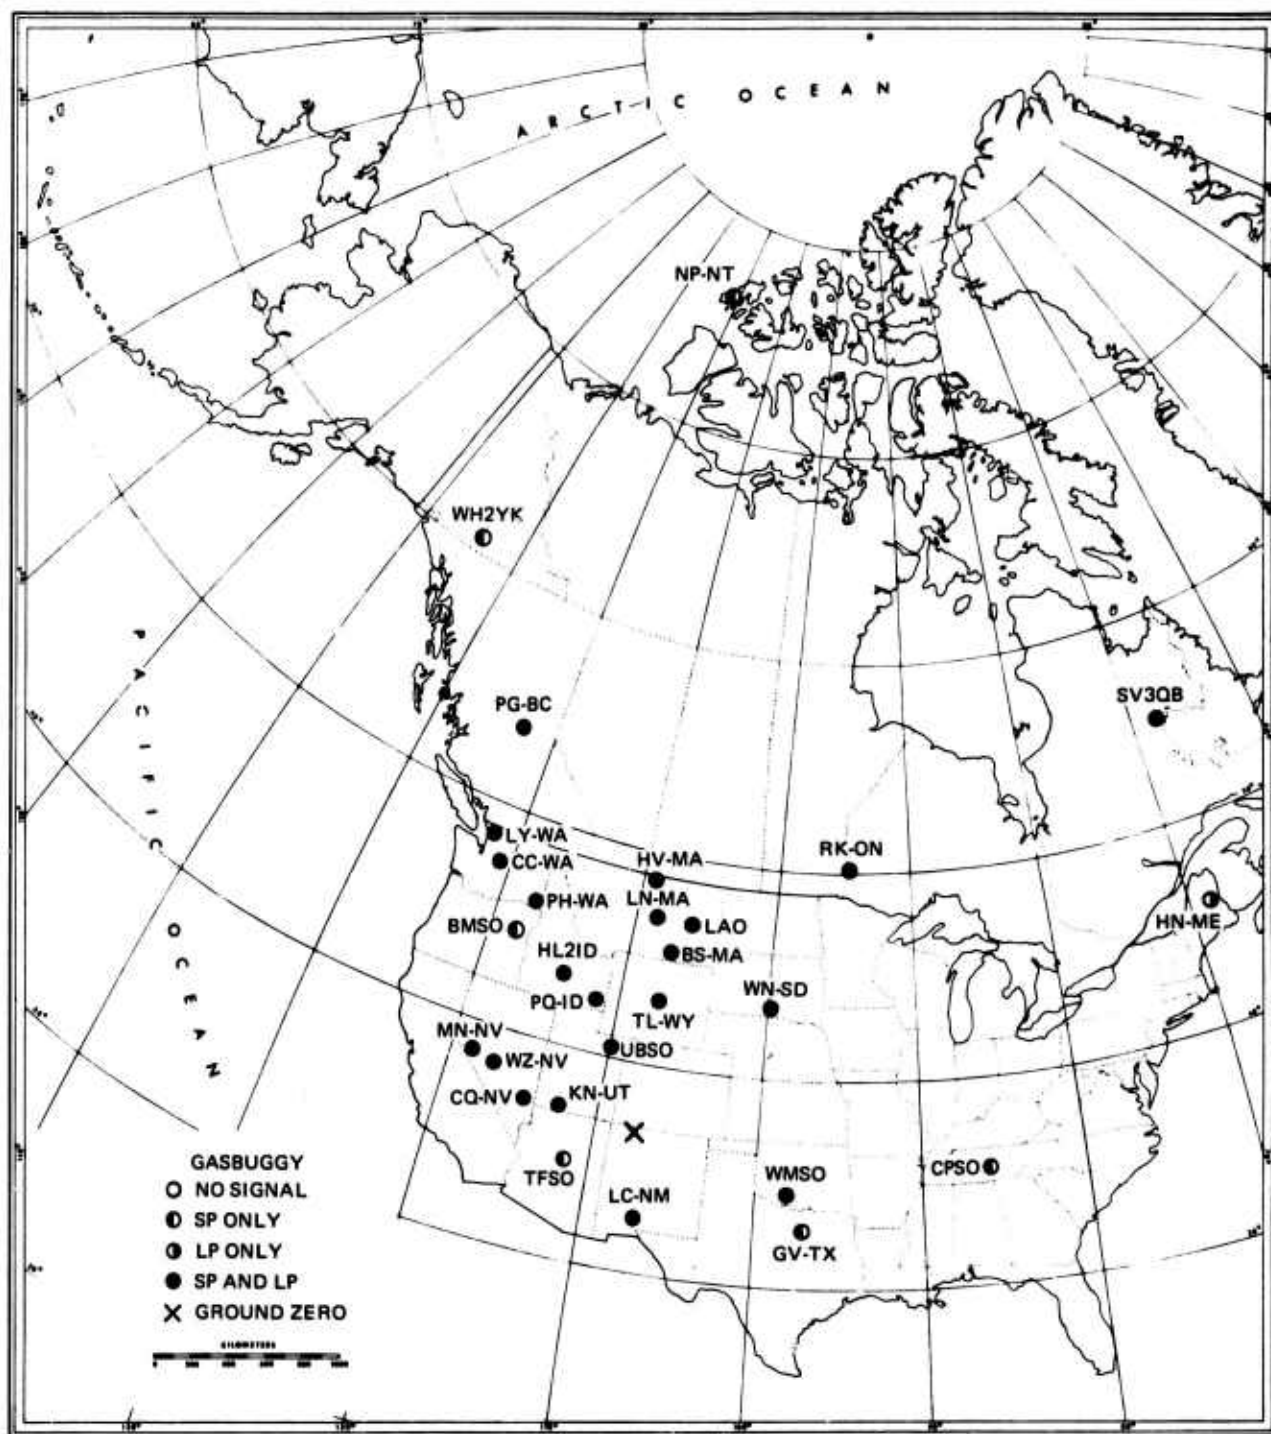 ARCTIC OCEAN
NP-NT
WH2YK
PACIFIC OCEAN
PG-BC
SV3QB
LY-WA
CC-WA
HV-MA
RK-ON
PH-WA
LN-MA
BMSO
LAO
HN-ME
HL2ID
BS-MA
PQ-ID
TL-WY
WN-SD
MN-NV
UBSO
WZ-NV
CQ-NV
KN-UT
TFSO
LC-NM
WMSO
CPSO
GV-TX
GASBUGGY
NO SIGNAL
SP ONLY
LP ONLY
SP AND LP
GROUND ZERO
KILOMETERS